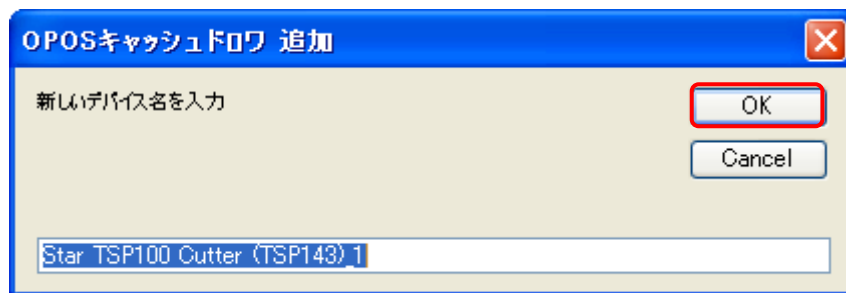 OPOSキャッシュドロワ 追加
新しいデバイス名を入力
OK
Cancel
Star TSP100 Cutter (TSP143)_1